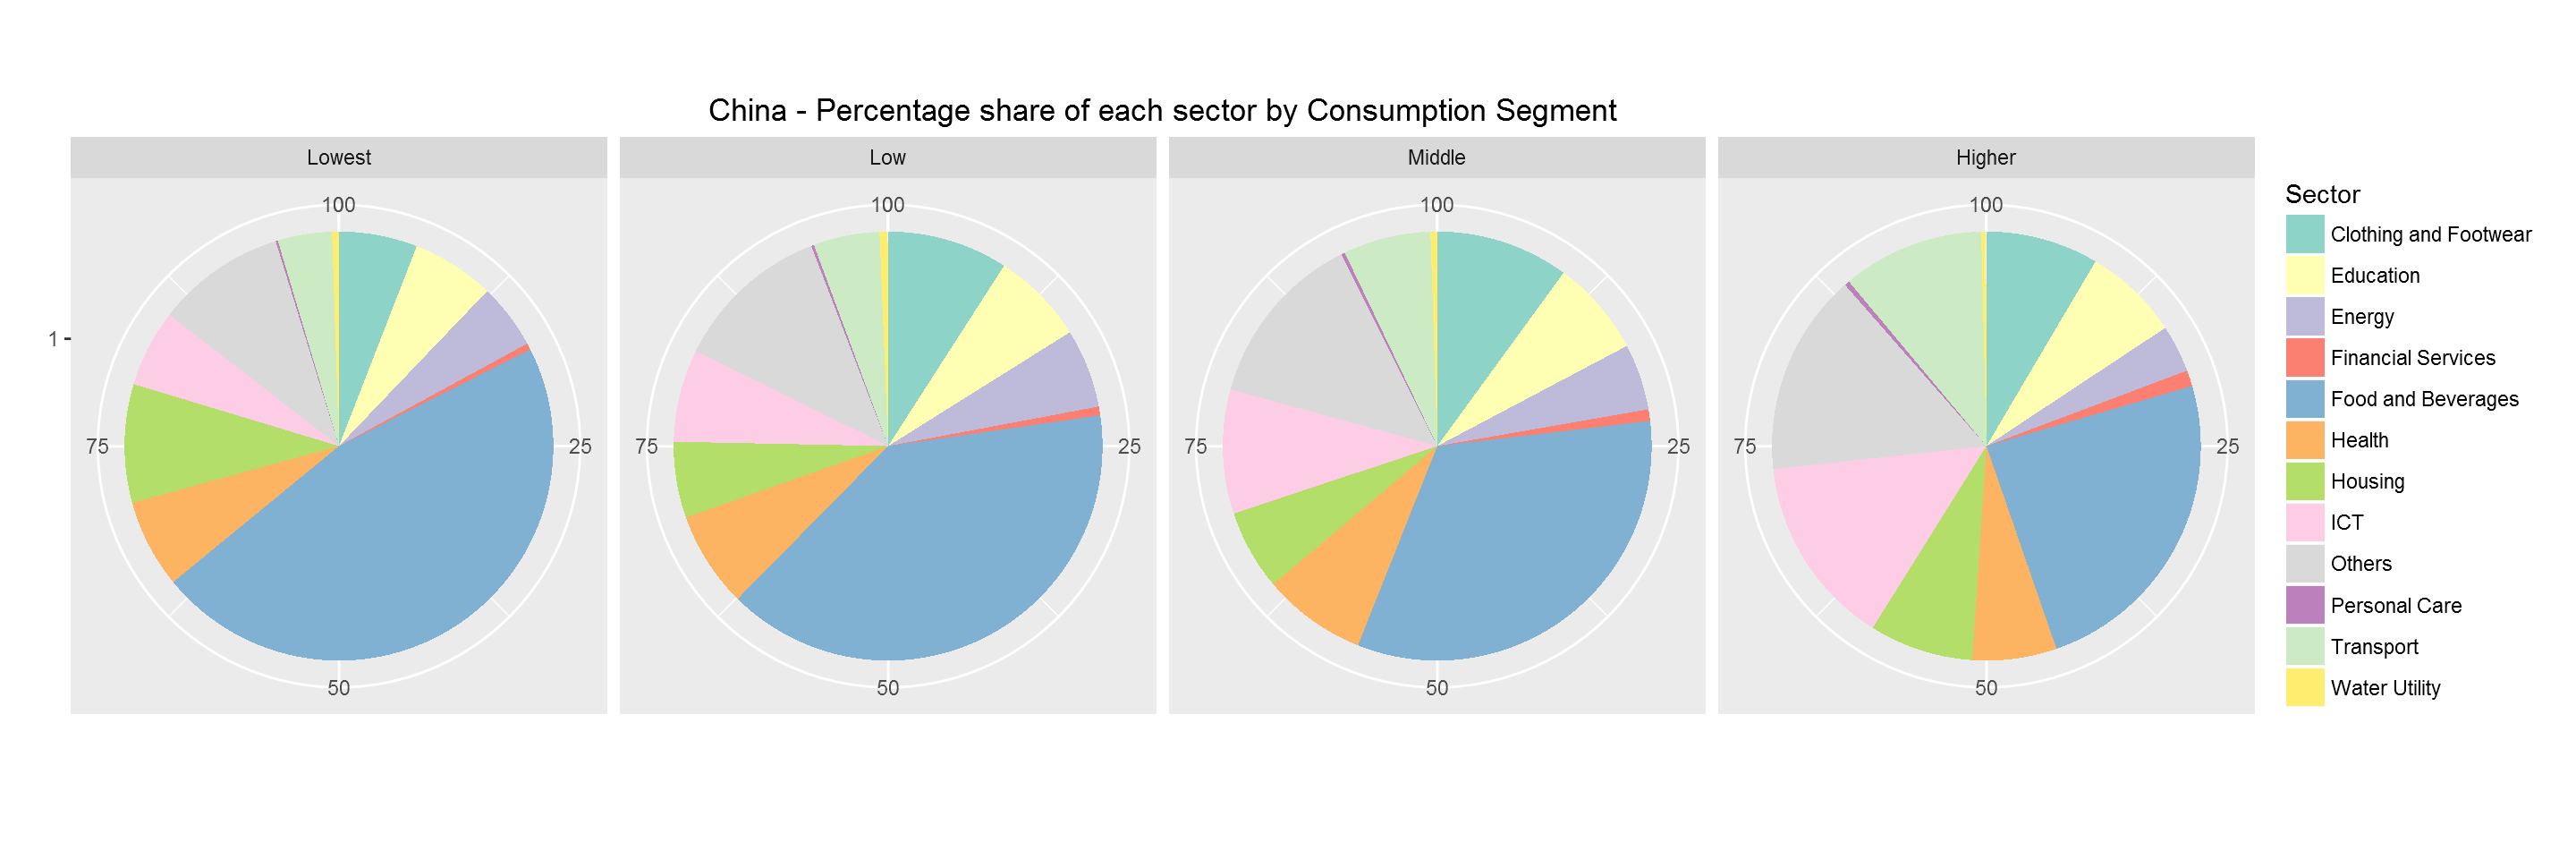 China - Percentage share of each sector by Consumption Segment
Lowest
Low
Middle
Higher
1
100
25
50
75
100
25
50
75
100
25
50
75
100
25
50
75
Sector
Clothing and Footwear
Education
Energy
Financial Services
Food and Beverages
Health
Housing
ICT
Others
Personal Care
Transport
Water Utility